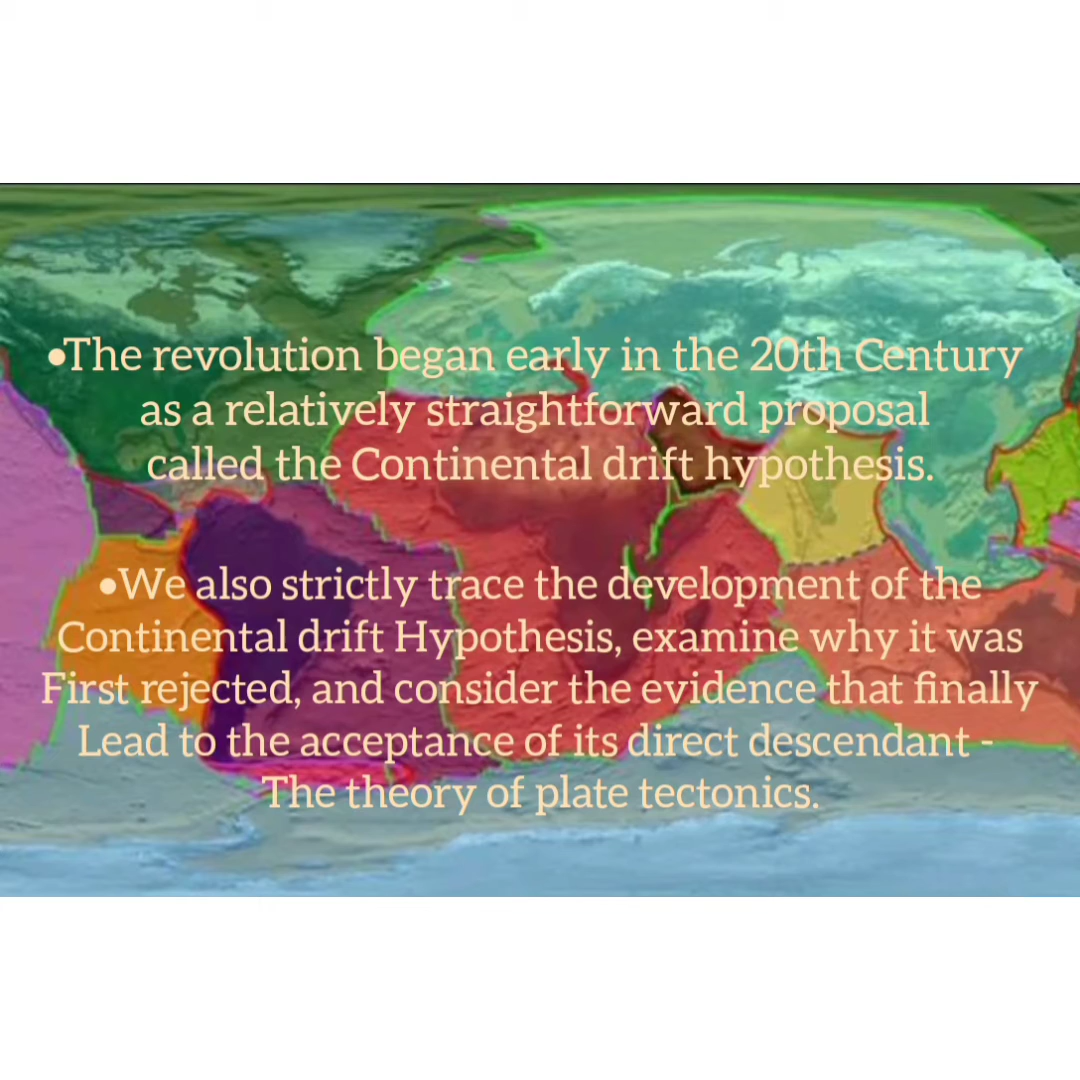 •The revolution began early in the 20th Century
as a relatively straightforward proposal
called the Continental drift hypothesis.
•We also strictly trace the development of the
Continental drift Hypothesis, examine why it was
First rejected, and consider the evidence that finally
Lead to the acceptance of its direct descendant -
The theory of plate tectonics.